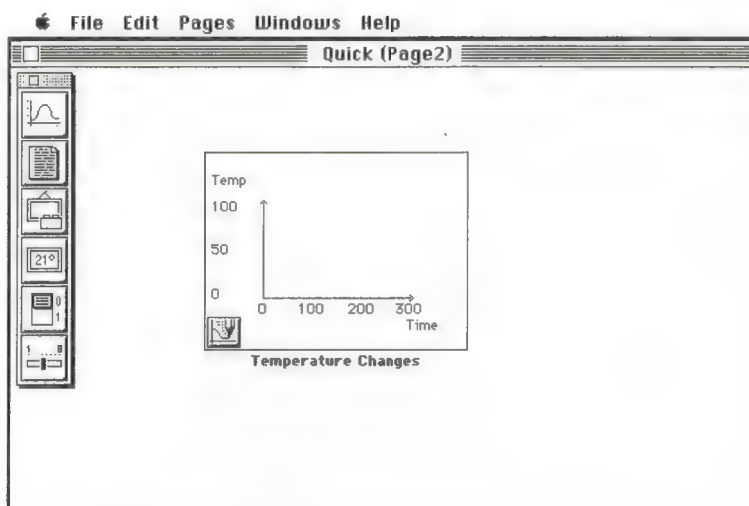 File Edit Pages Windows Help
Quick (Page2)
21°
0
1
1 8
Temp
100
50
0
0 100 200 300
Time
Temperature Changes